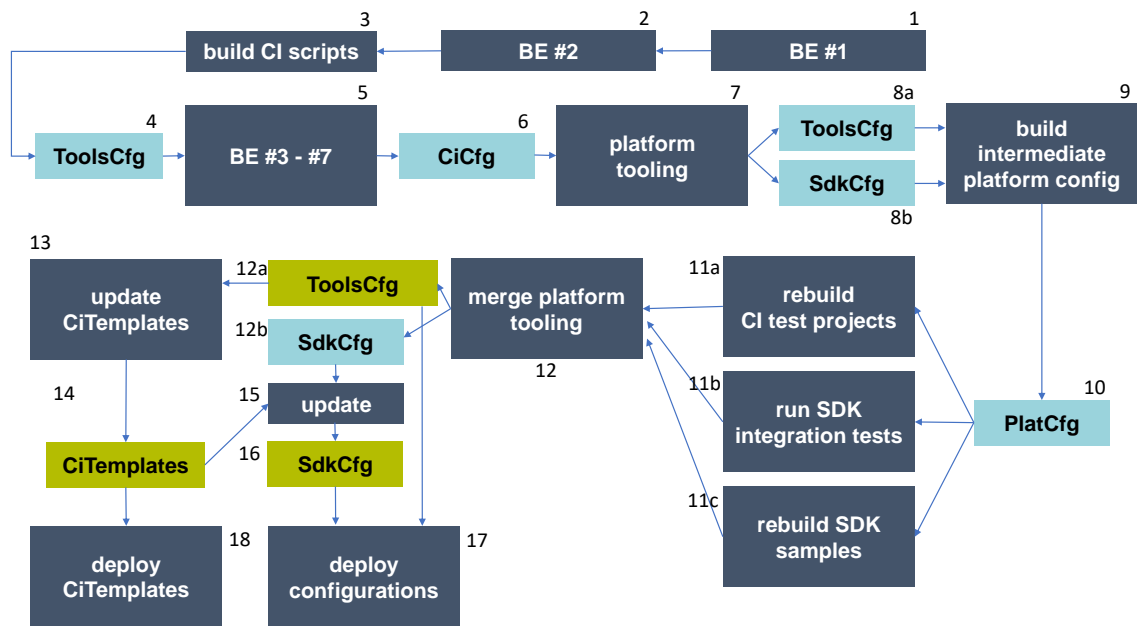 3
2
1
build CI scripts
BE #2
BE #1
4
5
6
7
8a
9
ToolsCfg
BE #3 - #7
CiCfg
platform
tooling
ToolsCfg
SdkCfg
8b
build
intermediate
platform config
13
update
CiTemplates
12a
ToolsCfg
12b
SdkCfg
merge platform
tooling
12
11a
rebuild
CI test projects
14
15
update
11b
run SDK
integration tests
10
PlatCfg
CiTemplates
16
SdkCfg
11c
rebuild SDK
samples
18
deploy
CiTemplates
17
deploy
configurations